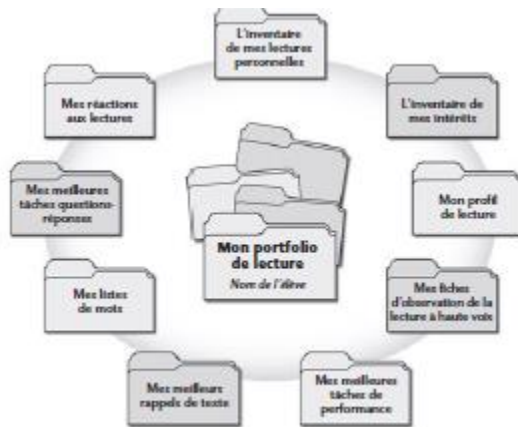 L'inventaire
de mes lectures
personnelles
L'inventaire de
mes intérêts
Mon profil
de lecture
Mes fiches
d'observation de la
lecture à haute voix
Mes meilleures
tâches de
performance
Mes meilleurs
rappels de texte
Mes listes
de mots
Mes meilleures
tâches questions-
réponses
Mes réactions
aux lectures
Mon portfolio
de lecture
Nom de l'élève